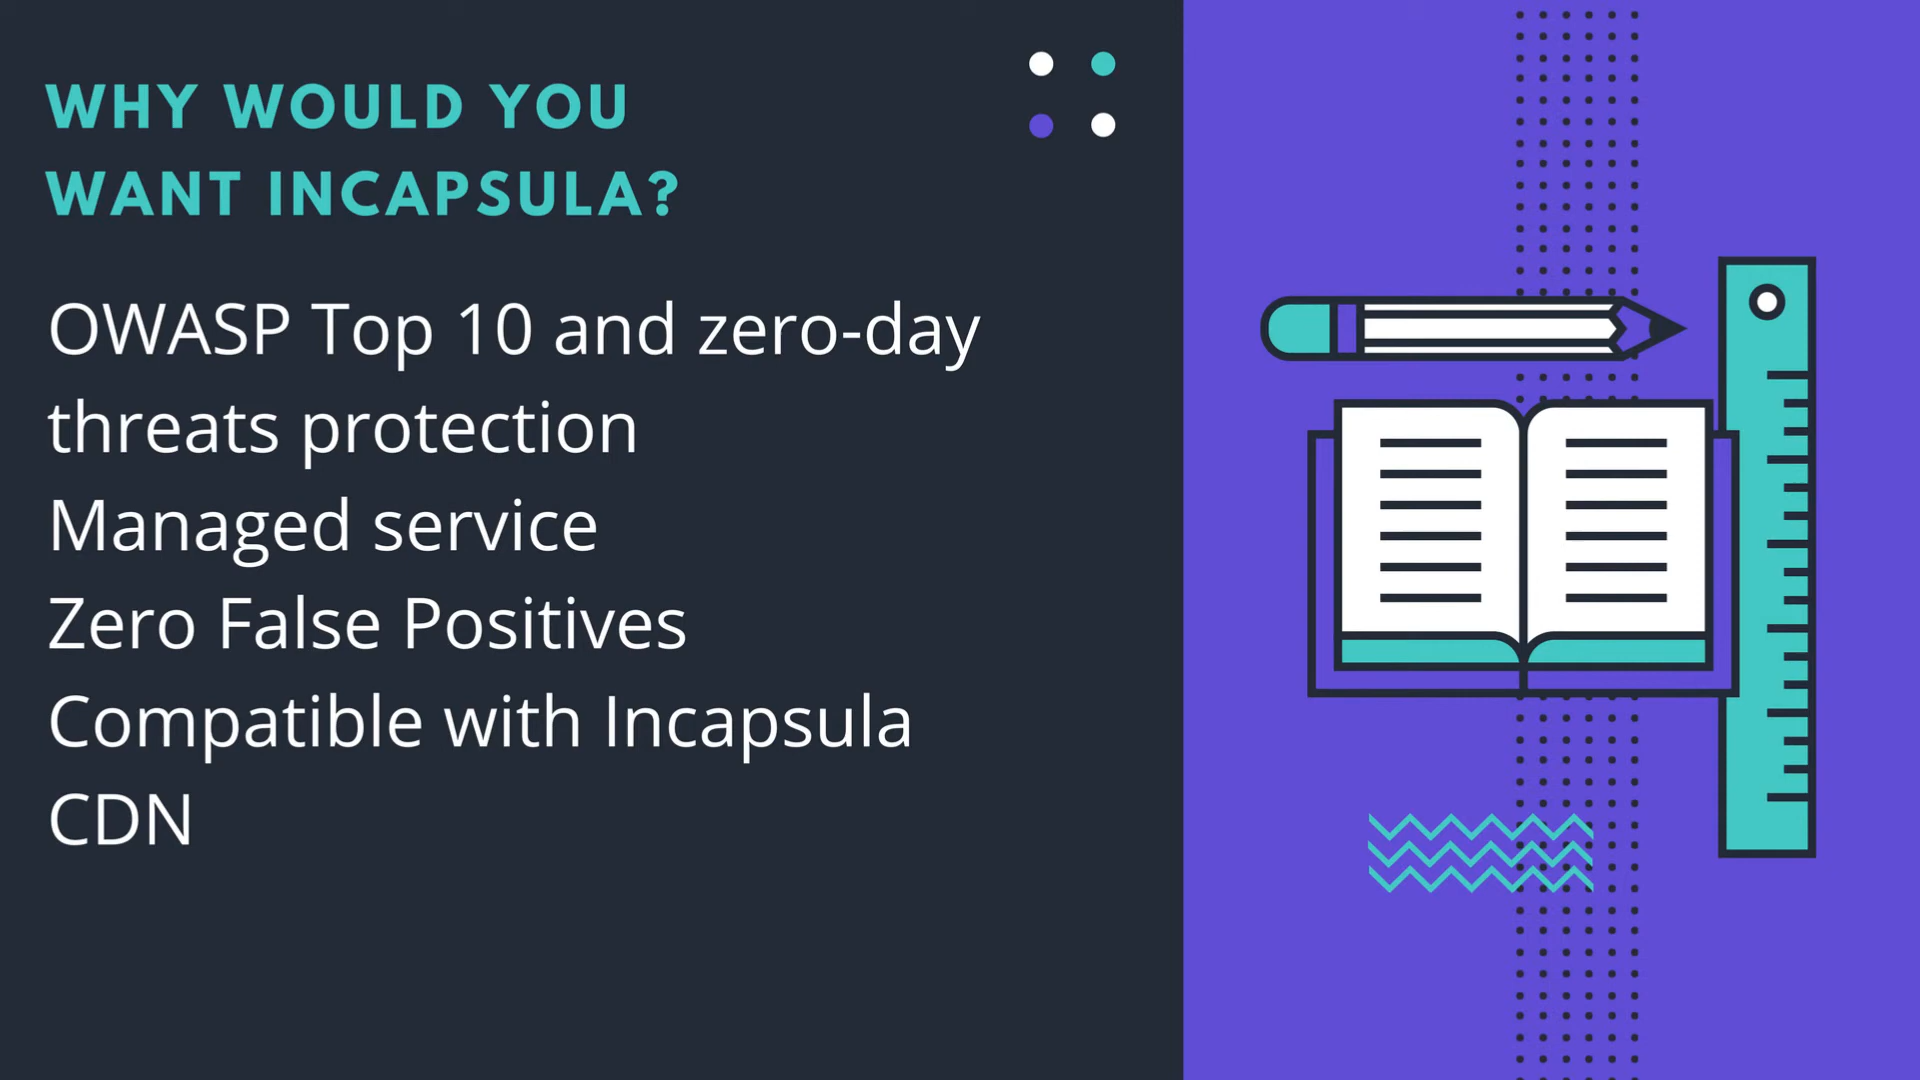 WHY WOULD YOU
WANT INCAPSULA?
OWASP Top 10 and zero-day
threats protection
Managed service
Zero False Positives
Compatible with Incapsula
CDN